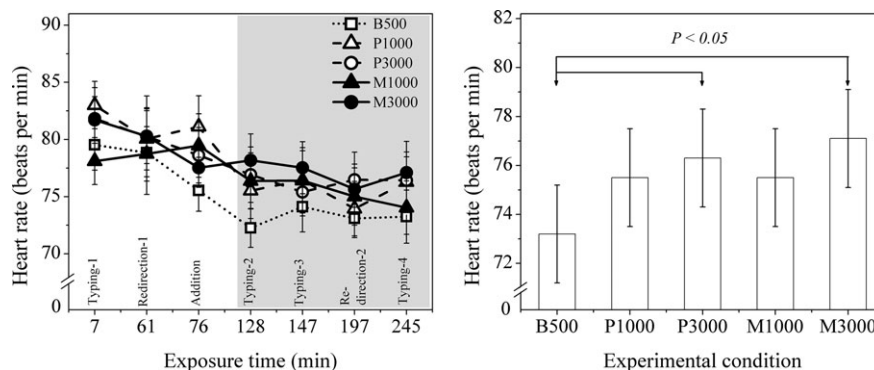 90
80
75
70
0
Heart rate (beats per min)
B500
P1000
P3000
M1000
M3000
Typing-1
Redirection-1
Addition
Typing-2
Typing-3
Re-
direction-2
Typing-4
7 61 76 128 147 197 245
Exposure time (min)
82
80
78
76
74
72
0
Heart rate (beats per min)
P < 0.05
B500 P1000 P3000 M1000 M3000
Experimental condition